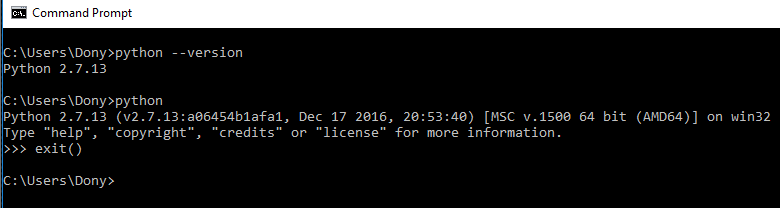 Command Prompt
C:\Users\Dony>python --version
Python 2.7.13
C:\Users\Dony>python
Python 2.7.13 (v2.7.13:a06454b1afa1, Dec 17 2016, 20:53:40) [MSC v.1500 64 bit (AMD64)] on win32
Type "help", "copyright", "credits" or "license" for more information.
>>> exit()
C:\Users\Dony>